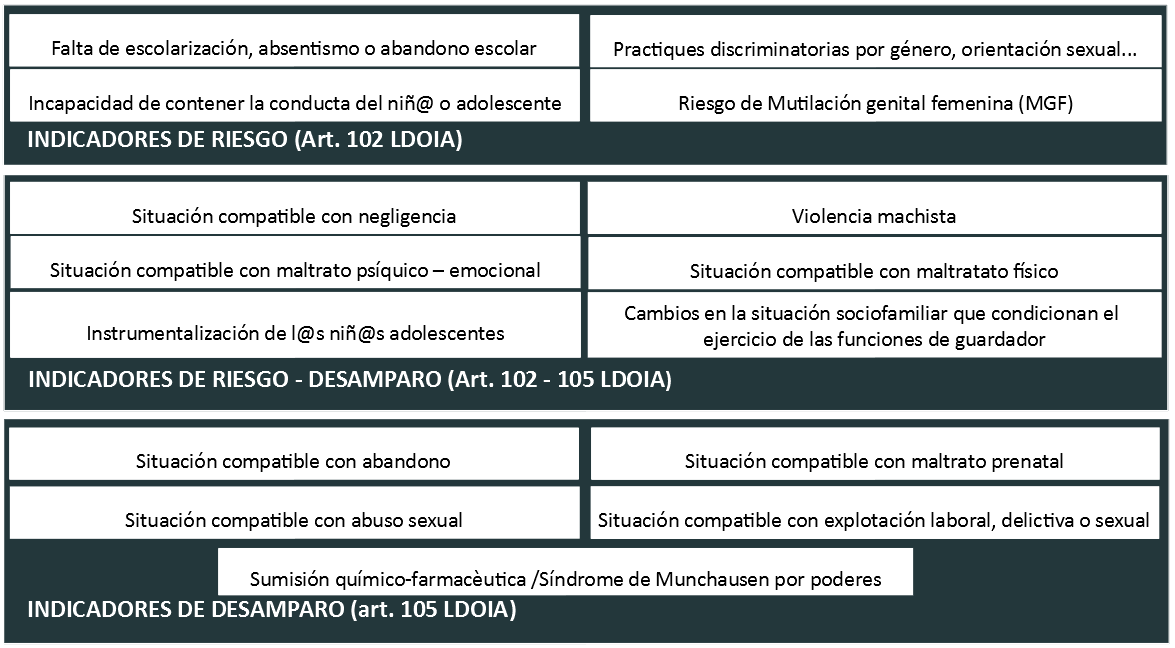 Falta de escolarización, absentismo o abandono escolar
Practiques discriminatorias por género, orientación sexual...
Incapacidad de contener la conducta del niñ@ o adolescente
Riesgo de Mutilación genital femenina (MGF)
INDICADORES DE RIESGO (Art. 102 LDOIA)
Situación compatible con negligencia
Violencia machista
Situación compatible con maltrato psíquico – emocional
Situación compatible con maltratato físico
Instrumentalización de l@s niñ@s adolescentes
Cambios en la situación sociofamiliar que condicionan el
ejercicio de las funciones de guardador
INDICADORES DE RIESGO - DESAMPARO (Art. 102 - 105 LDOIA)
Situación compatible con abandono
Situación compatible con maltrato prenatal
Situación compatible con abuso sexual
Situación compatible con explotación laboral, delictiva o sexual
Sumisión químico-farmacèutica /Síndrome de Munchausen por poderes
INDICADORES DE DESAMPARO (art. 105 LDOIA)